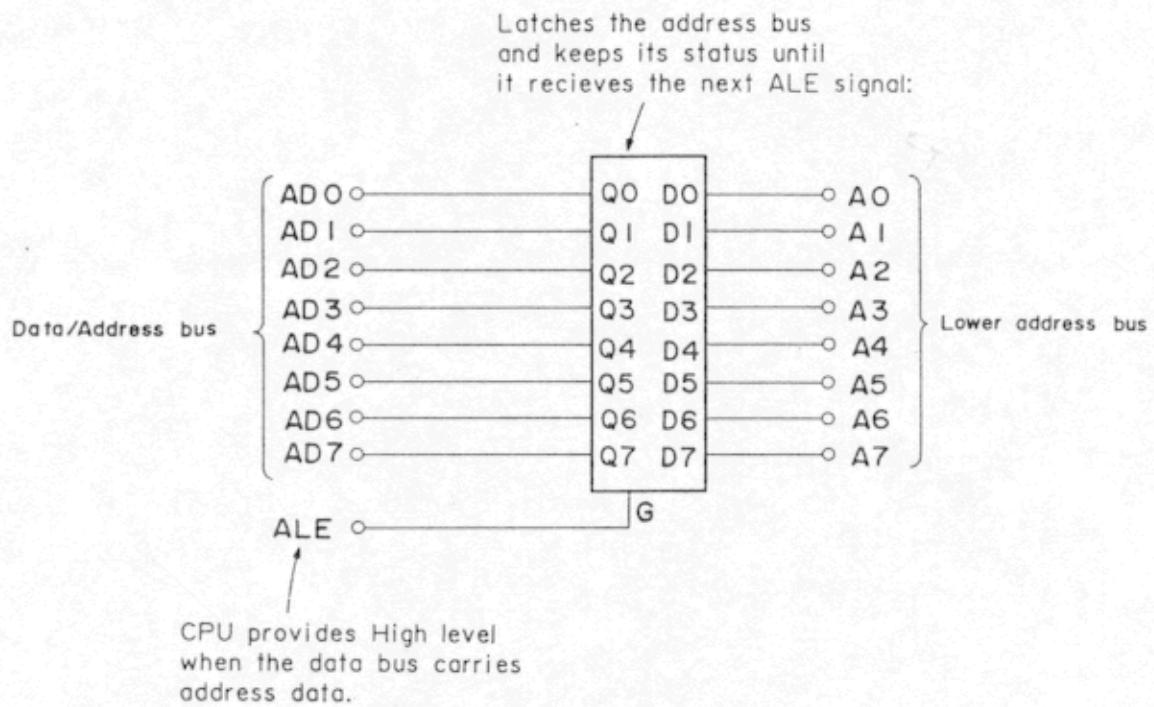 Latches the address bus
and keeps its status until
it recieves the next ALE signal:
AD0 Q0 D0 A0
AD1 Q1 D1 A1
AD2 Q2 D2 A2
AD3 Q3 D3 A3
Data/Address bus AD4 Q4 D4 A4 Lower address bus
AD5 Q5 D5 A5
AD6 Q6 D6 A6
AD7 Q7 D7 A7
ALE G
CPU provides High level
when the data bus carries
address data.